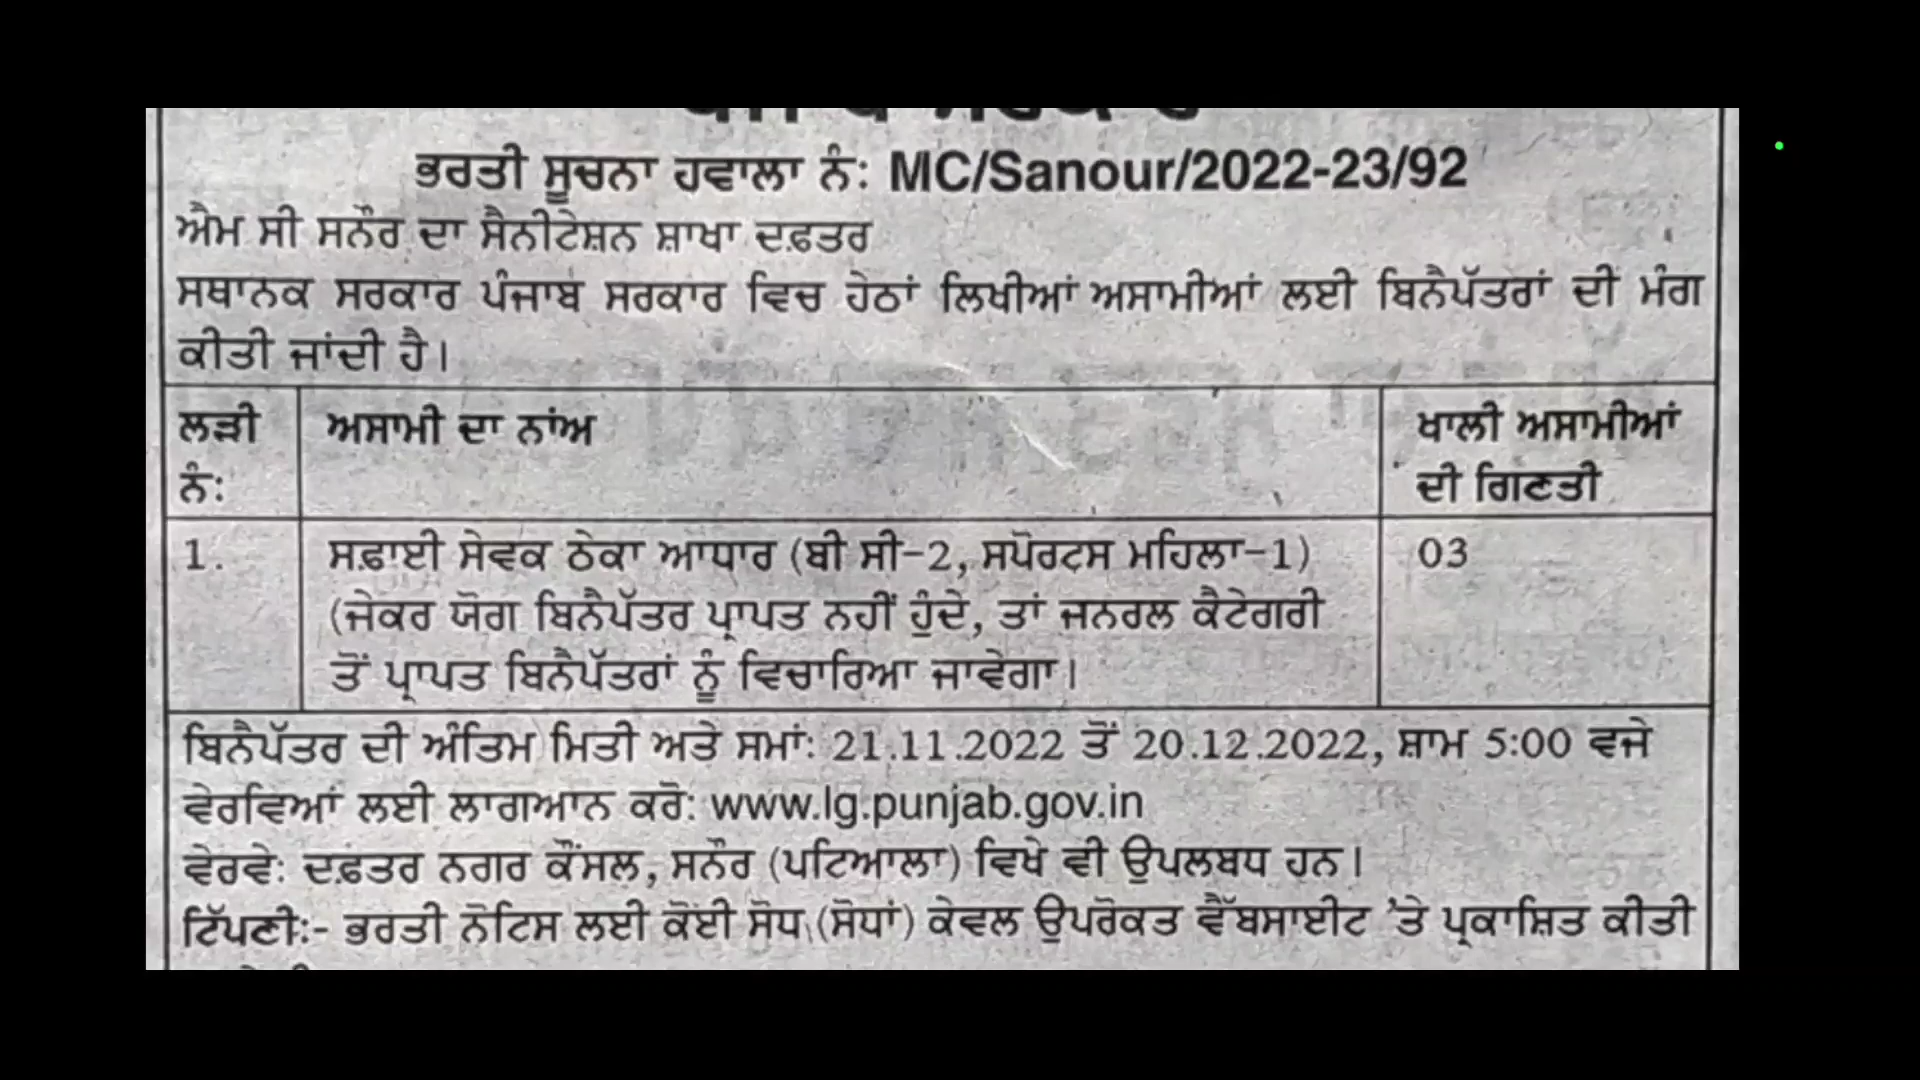 ਭਰਤੀ ਸੂਚਨਾ ਹਵਾਲਾ ਨੰ: MC/Sanour/2022-23/92
ਐਮ ਸੀ ਸਨੌਰ ਦਾ ਸੈਨੀਟੇਸ਼ਨ ਸ਼ਾਖਾ ਦਫ਼ਤਰ
ਸਥਾਨਕ ਸਰਕਾਰ ਪੰਜਾਬ ਸਰਕਾਰ ਵਿਚ ਹੇਠਾਂ ਲਿਖੀਆਂ ਅਸਾਮੀਆਂ ਲਈ ਬਿਨੈਪੱਤਰਾਂ ਦੀ ਮੰਗ
ਕੀਤੀ ਜਾਂਦੀ ਹੈ।
ਲੜੀ ਨੰ:
ਅਸਾਮੀ ਦਾ ਨਾਂਅ
ਖਾਲੀ ਅਸਾਮੀਆਂ
ਦੀ ਗਿਣਤੀ
1.
ਸਫ਼ਾਈ ਸੇਵਕ ਠੇਕਾ ਆਧਾਰ (ਬੀ ਸੀ-2, ਸਪੋਰਟਸ ਮਹਿਲਾ-1)
03
(ਜੇਕਰ ਯੋਗ ਬਿਨੈਪੱਤਰ ਪ੍ਰਾਪਤ ਨਹੀਂ ਹੁੰਦੇ, ਤਾਂ ਜਨਰਲ ਕੈਟੇਗਰੀ
ਤੋਂ ਪ੍ਰਾਪਤ ਬਿਨੈਪੱਤਰਾਂ ਨੂੰ ਵਿਚਾਰਿਆ ਜਾਵੇਗਾ।
ਬਿਨੈਪੱਤਰ ਦੀ ਅੰਤਿਮ ਮਿਤੀ ਅਤੇ ਸਮਾਂ: 21.11.2022 ਤੋਂ 20.12.2022, ਸ਼ਾਮ 5:00 ਵਜੇ
ਵੇਰਵਿਆਂ ਲਈ ਲਾਗਆਨ ਕਰੋ: www.lg.punjab.gov.in
ਵੇਰਵੇ: ਦਫ਼ਤਰ ਨਗਰ ਕੌਂਸਲ, ਸਨੌਰ (ਪਟਿਆਲਾ) ਵਿਖੇ ਵੀ ਉਪਲਬਧ ਹਨ।
ਟਿੱਪਣੀ:- ਭਰਤੀ ਨੋਟਿਸ ਲਈ ਕੋਈ ਸੋਧ (ਸੋਧਾਂ) ਕੇਵਲ ਉਪਰੋਕਤ ਵੈੱਬਸਾਈਟ 'ਤੇ ਪ੍ਰਕਾਸ਼ਿਤ ਕੀਤੀ